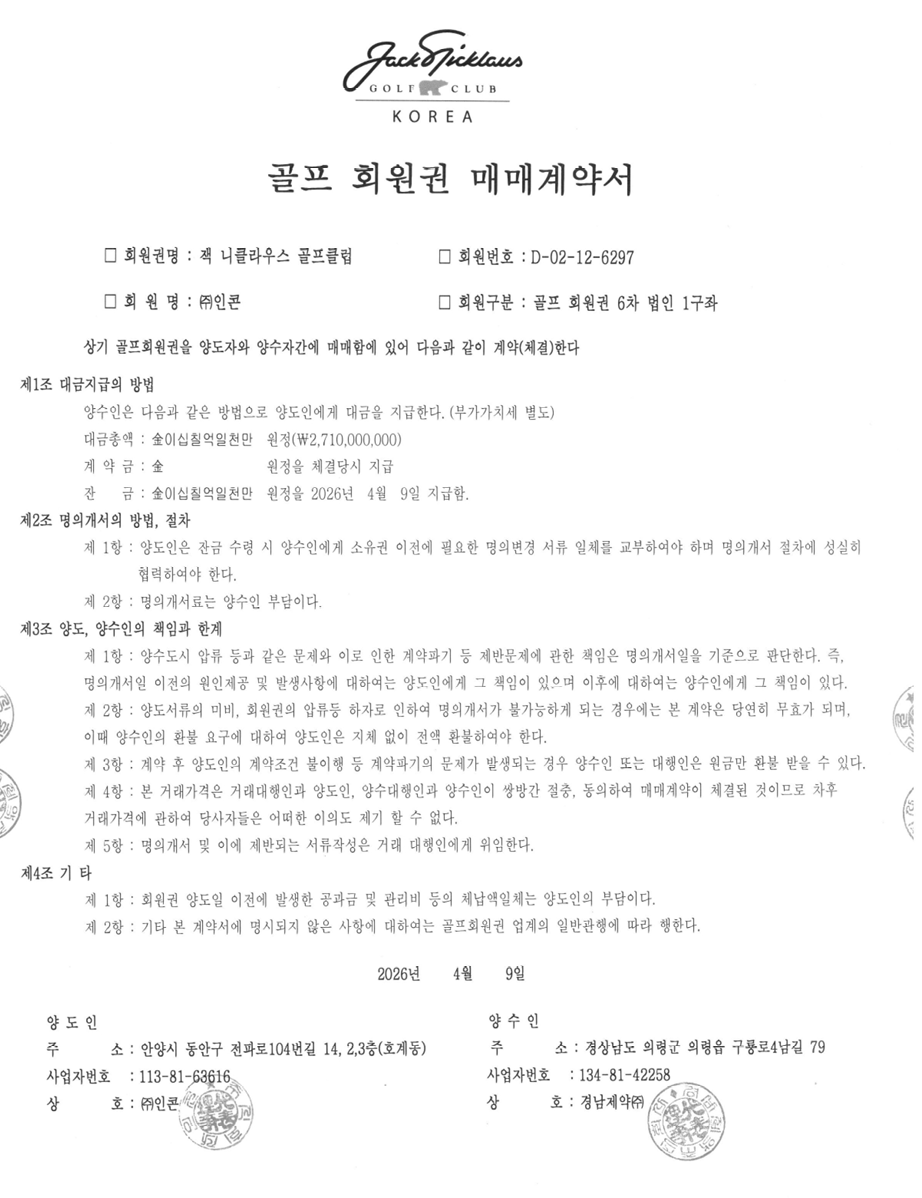 Jack Nicklaus
GOLF CLUB
KOREA
골프 회원권 매매계약서
□ 회원권명 : 잭 니클라우스 골프클럽 □ 회원번호 : D-02-12-6297
□ 회 원 명 : ㈜인콘 □ 회원구분 : 골프 회원권 6차 법인 1구좌
상기 골프회원권을 양도자와 양수자간에 매매함에 있어 다음과 같이 계약(체결)한다
제1조 대금지급의 방법
양수인은 다음과 같은 방법으로 양도인에게 대금을 지급한다. (부가가치세 별도)
대금총액 : 金이십칠억일천만 원정(₩2,710,000,000)
계 약 금 : 金 원정을 체결당시 지급
잔 금 : 金이십칠억일천만 원정을 2026년 4월 9일 지급함.
제2조 명의개서의 방법, 절차
제 1항 : 양도인은 잔금 수령 시 양수인에게 소유권 이전에 필요한 명의변경 서류 일체를 교부하여야 하며 명의개서 절차에 성실히
협력하여야 한다.
제 2항 : 명의개서료는 양수인 부담이다.
제3조 양도, 양수인의 책임과 한계
제 1항 : 양수도시 압류 등과 같은 문제와 이로 인한 계약파기 등 제반문제에 관한 책임은 명의개서일을 기준으로 판단한다. 즉,
명의개서일 이전의 원인제공 및 발생사항에 대하여는 양도인에게 그 책임이 있으며 이후에 대하여는 양수인에게 그 책임이 있다.
제 2항 : 양도서류의 미비, 회원권의 압류등 하자로 인하여 명의개서가 불가능하게 되는 경우에는 본 계약은 당연히 무효가 되며,
이때 양수인의 환불 요구에 대하여 양도인은 지체 없이 전액 환불하여야 한다.
제 3항 : 계약 후 양도인의 계약조건 불이행 등 계약파기의 문제가 발생되는 경우 양수인 또는 대행인은 원금만 환불 받을 수 있다.
제 4항 : 본 거래가격은 거래대행인과 양도인, 양수대행인과 양수인이 쌍방간 절충, 동의하여 매매계약이 체결된 것이므로 차후
거래가격에 관하여 당사자들은 어떠한 이의도 제기 할 수 없다.
제 5항 : 명의개서 및 이에 제반되는 서류작성은 거래 대행인에게 위임한다.
제4조 기 타
제 1항 : 회원권 양도일 이전에 발생한 공과금 및 관리비 등의 체납액일체는 양도인의 부담이다.
제 2항 : 기타 본 계약서에 명시되지 않은 사항에 대하여는 골프회원권 업계의 일반관행에 따라 행한다.
2026년 4월 9일
양 도 인
주 소 : 안양시 동안구 전파로104번길 14, 2,3층(호계동)
사업자번호 : 113-81-63616
상 호 : ㈜인콘
양 수 인
주 소 : 경상남도 의령군 의령읍 구룡로4남길 79
사업자번호 : 134-81-42258
상 호 : 경남제약㈜